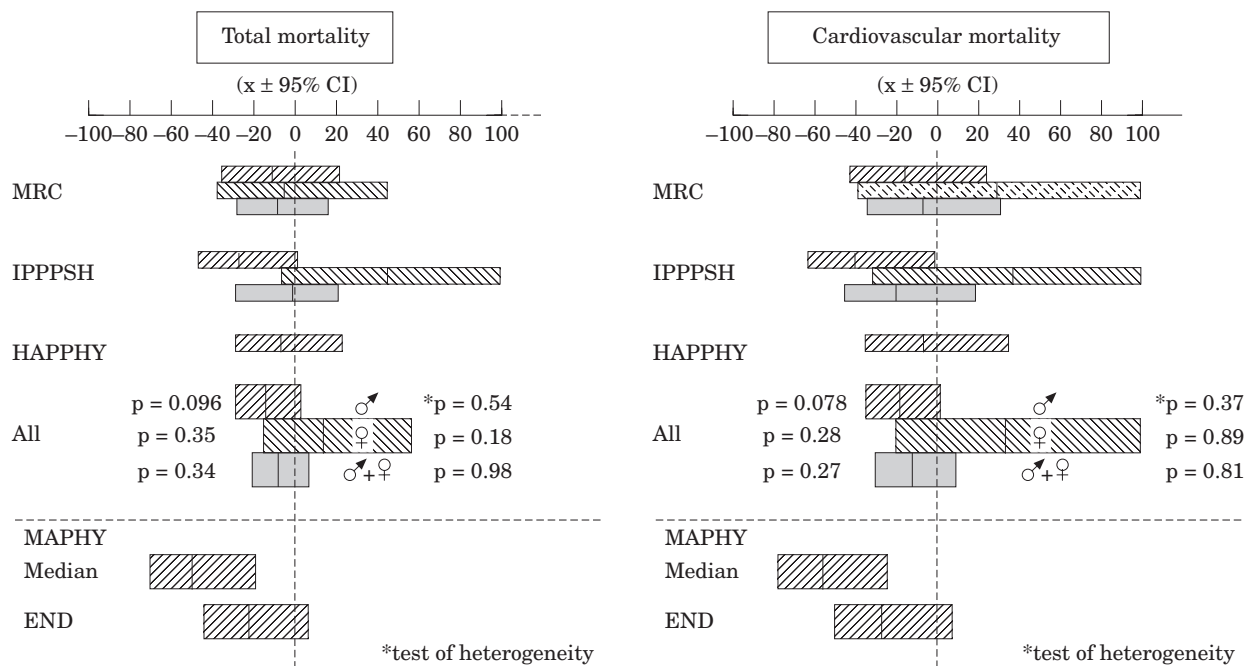 Total mortality
(x ± 95% CI)
–100 –80 –60 –40 –20 0 20 40 60 80 100
MRC
IPPPSH
HAPPHY
All
p = 0.096 ♂ *p = 0.54
p = 0.35 ♀ p = 0.18
p = 0.34 ♂+♀ p = 0.98
MAPHY
Median
END
*test of heterogeneity
Cardiovascular mortality
(x ± 95% CI)
–100 –80 –60 –40 –20 0 20 40 60 80 100
MRC
IPPPSH
HAPPHY
All
p = 0.078 ♂ *p = 0.37
p = 0.28 ♀ p = 0.89
p = 0.27 ♂+♀ p = 0.81
MAPHY
Median
END
*test of heterogeneity